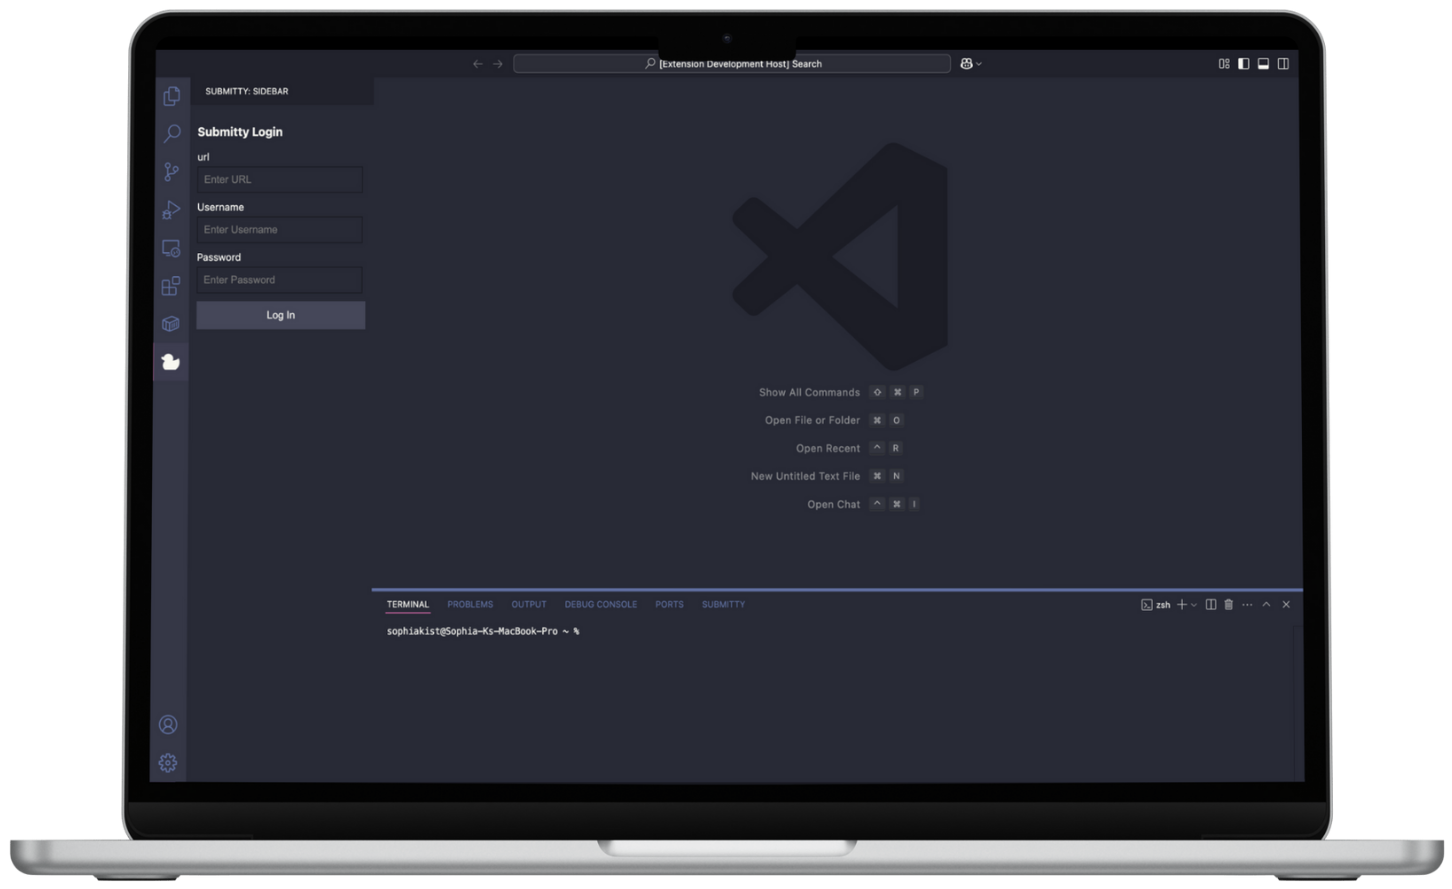 [Extension Development Host] Search
SUBMITTY: SIDEBAR
Submitty Login
url
Enter URL
Username
Enter Username
Password
Enter Password
Log In
Show All Commands ⇧ ⌘ P
Open File or Folder ⌘ O
Open Recent ^ R
New Untitled Text File ⌘ N
Open Chat ^ ⌘ I
TERMINAL PROBLEMS OUTPUT DEBUG CONSOLE PORTS SUBMITTY
zsh
sophiakist@Sophia-Ks-MacBook-Pro ~ %